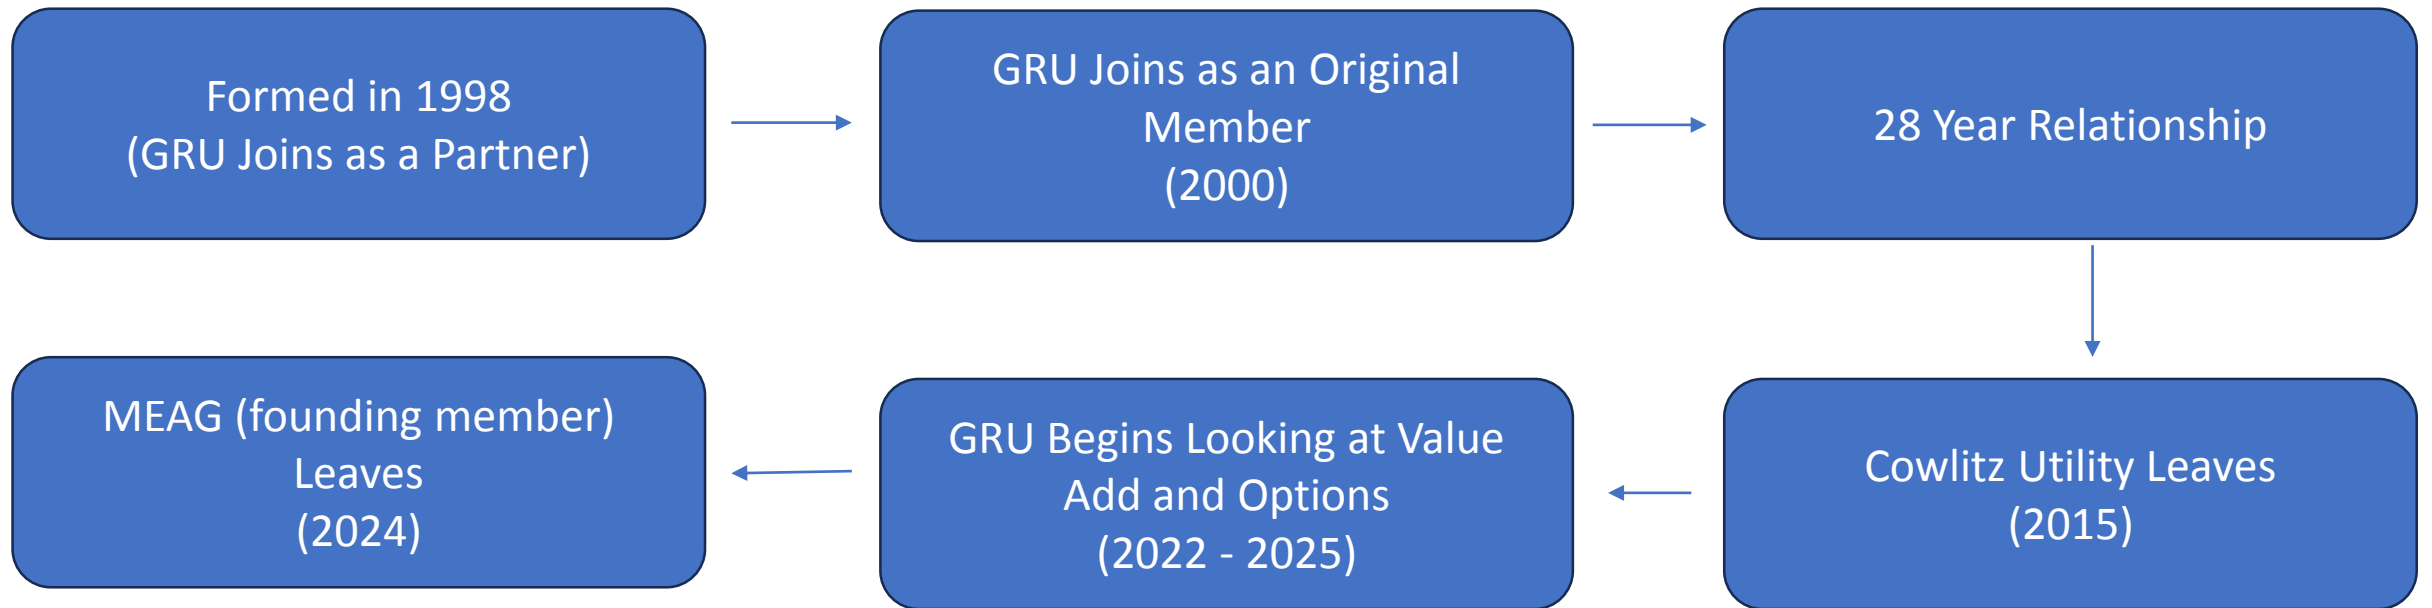 Formed in 1998
(GRU Joins as a Partner)
GRU Joins as an Original
Member
(2000)
28 Year Relationship
Cowlitz Utility Leaves
(2015)
GRU Begins Looking at Value
Add and Options
(2022 - 2025)
MEAG (founding member)
Leaves
(2024)